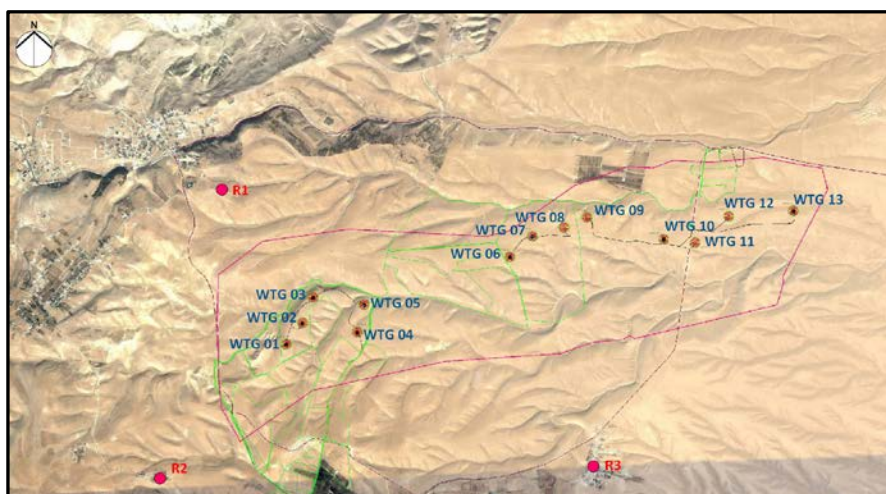 N
R1
WTG 13
WTG 12
WTG 09
WTG 08
WTG 07
WTG 10
WTG 11
WTG 06
WTG 03
WTG 05
WTG 02
WTG 04
WTG 01
R3
R2